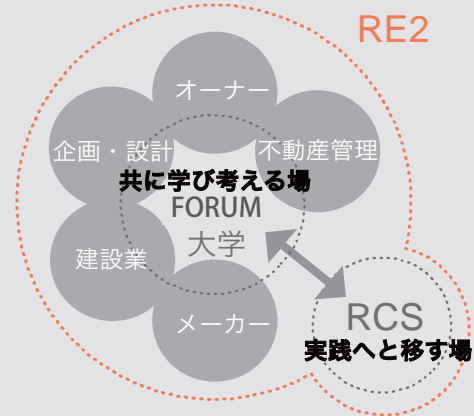 RE2
オーナー
企画・設計
不動産管理
共に学び考える場
FORUM
大学
建設業
メーカー
RCS
実践へと移す場